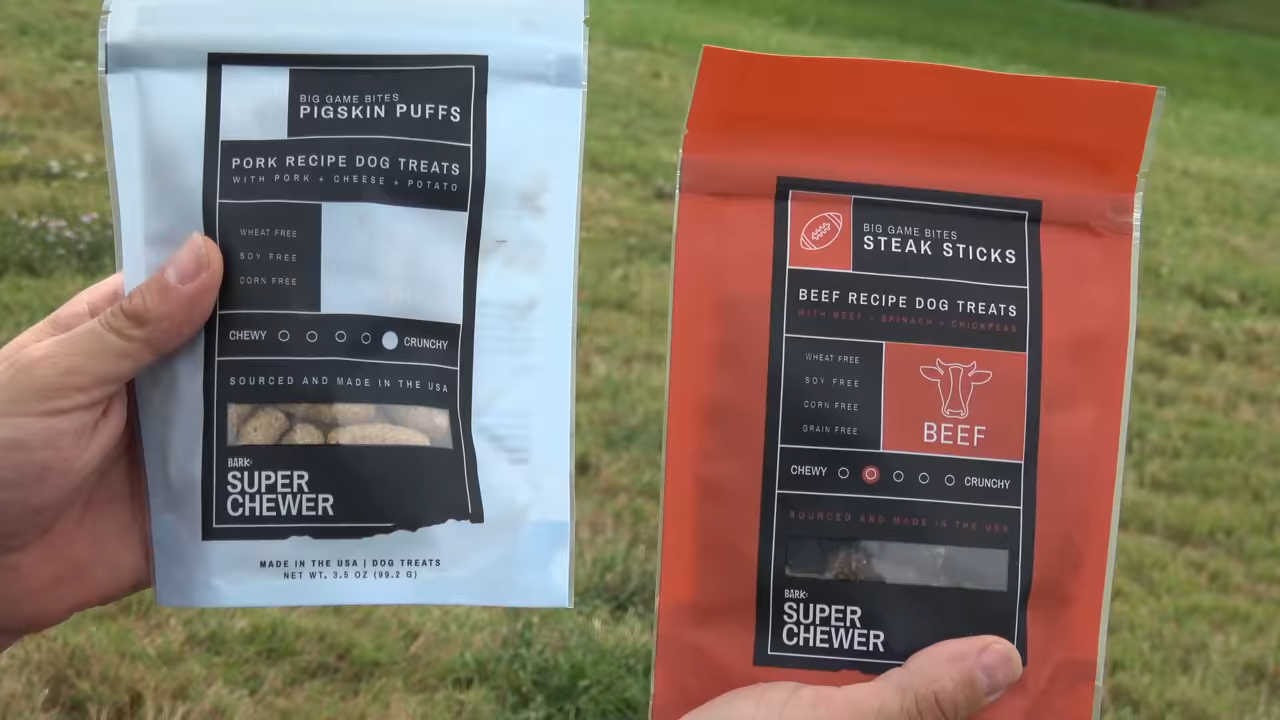 BIG GAME BITES
PIGSKIN PUFFS
PORK RECIPE DOG TREATS
WITH PORK + CHEESE + POTATO
WHEAT FREE
SOY FREE
CORN FREE
CHEWY CRUNCHY
SOURCED AND MADE IN THE USA
BARK:
SUPER
CHEWER
MADE IN THE USA | DOG TREATS
NET WT. 3.5 OZ (99.2 G)
BIG GAME BITES
STEAK STICKS
BEEF RECIPE DOG TREATS
WITH BEEF + SPINACH + CHICKPEAS
WHEAT FREE
SOY FREE
CORN FREE
GRAIN FREE
BEEF
CHEWY CRUNCHY
SOURCED AND MADE IN THE USA
BARK:
SUPER
CHEWER